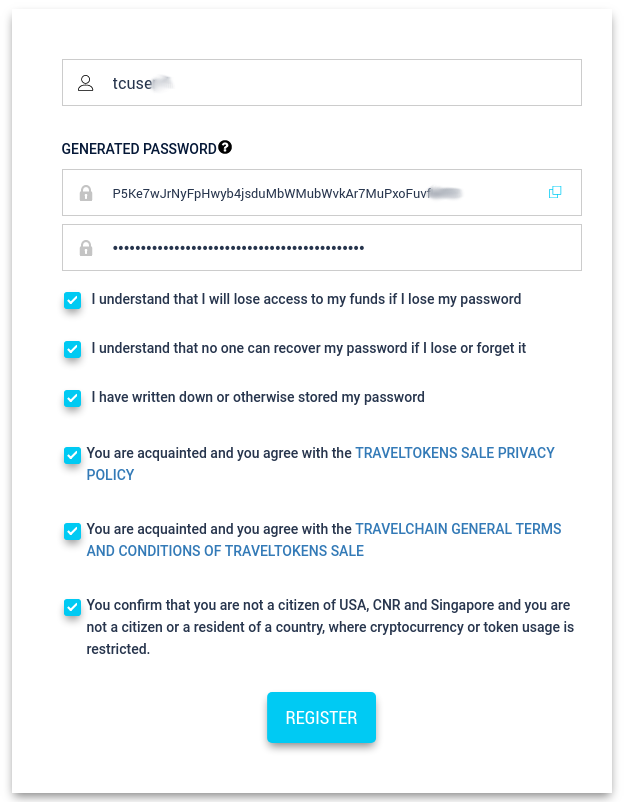 tcuse
GENERATED PASSWORD
P5Ke7wJrNyFpHwyb4jsduMbWMubWvkAr7MuPxoFuvf
I understand that I will lose access to my funds if I lose my password
I understand that no one can recover my password if I lose or forget it
I have written down or otherwise stored my password
You are acquainted and you agree with the TRAVELTOKENS SALE PRIVACY
POLICY
You are acquainted and you agree with the TRAVELCHAIN GENERAL TERMS
AND CONDITIONS OF TRAVELTOKENS SALE
You confirm that you are not a citizen of USA, CNR and Singapore and you are
not a citizen or a resident of a country, where cryptocurrency or token usage is
restricted.
REGISTER